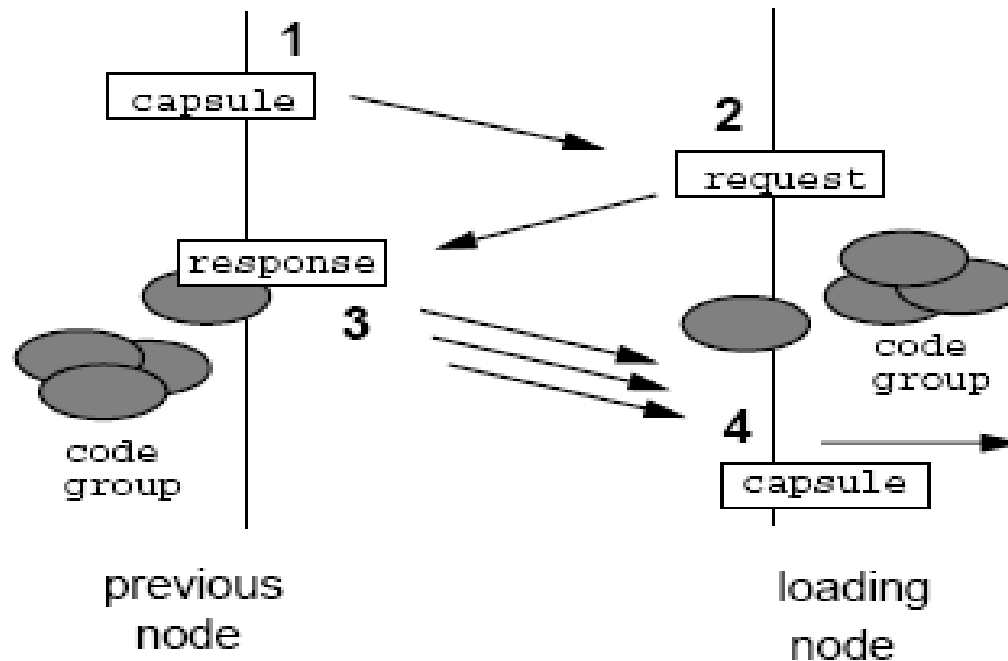 1
capsule
2
request
response
3
code
group
code
group
4
capsule
previous
node
loading
node